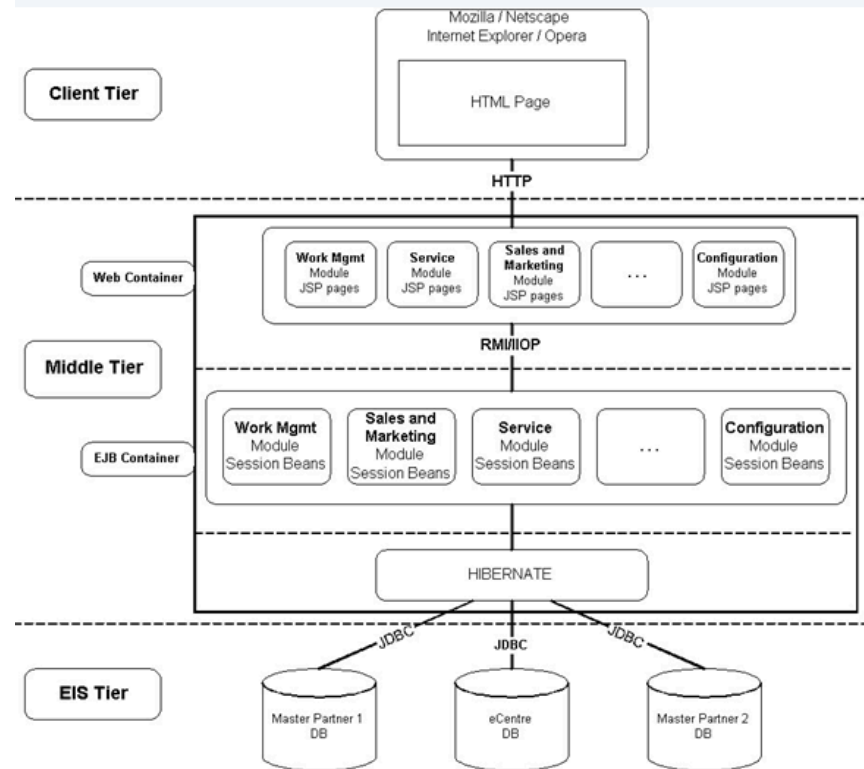 Mozilla / Netscape
Internet Explorer / Opera
Client Tier
HTML Page
HTTP
Web Container
Work Mgmt
Module
JSP pages
Service
Module
JSP pages
Sales and
Marketing
Module
JSP pages
...
Configuration
Module
JSP pages
Middle Tier
RMI/IIOP
EJB Container
Work Mgmt
Module
Session Beans
Sales and
Marketing
Module
Session Beans
Service
Module
Session Beans
...
Configuration
Module
Session Beans
HIBERNATE
JDBC
JDBC
JDBC
EIS Tier
Master Partner 1
DB
eCentre
DB
Master Partner 2
DB